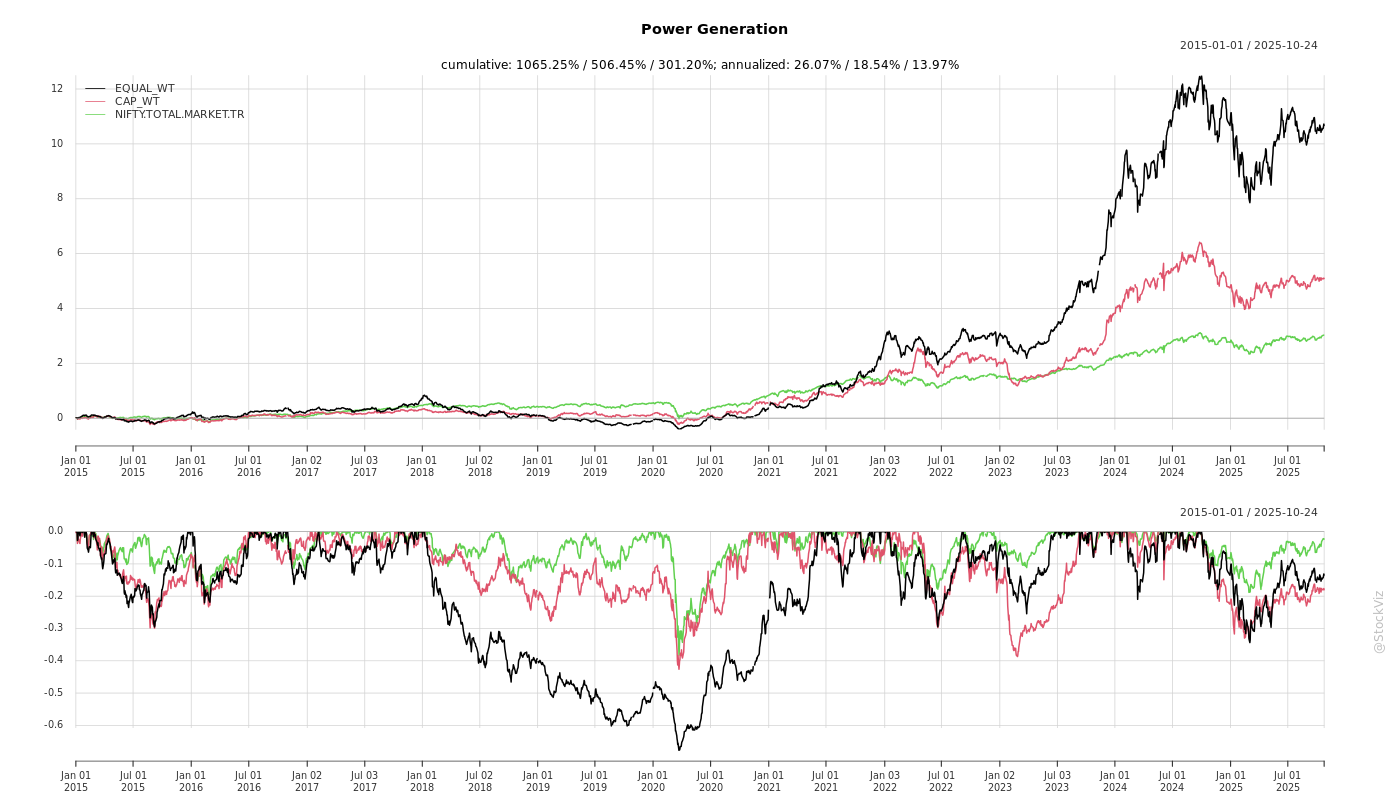 Power Generation
2015-01-01 / 2025-10-24
cumulative: 1065.25% / 506.45% / 301.20%; annualized: 26.07% / 18.54% / 13.97%
EQUAL_WT
CAP_WT
NIFTY.TOTAL.MARKET.TR
12
10
8
6
4
2
0
Jan 01 Jul 01 Jan 01 Jul 01 Jan 02 Jul 03 Jan 01 Jul 02 Jan 01 Jul 01 Jan 01 Jul 01 Jan 01 Jul 01 Jan 03 Jul 01 Jan 02 Jul 03 Jan 01 Jul 01 Jan 01 Jul 01
2015 2015 2016 2016 2017 2017 2018 2018 2019 2019 2020 2020 2021 2021 2022 2022 2023 2023 2024 2024 2025 2025
2015-01-01 / 2025-10-24
0.0
-0.1
-0.2
-0.3
-0.4
-0.5
-0.6
Jan 01 Jul 01 Jan 01 Jul 01 Jan 02 Jul 03 Jan 01 Jul 02 Jan 01 Jul 01 Jan 01 Jul 01 Jan 01 Jul 01 Jan 03 Jul 01 Jan 02 Jul 03 Jan 01 Jul 01 Jan 01 Jul 01
2015 2015 2016 2016 2017 2017 2018 2018 2019 2019 2020 2020 2021 2021 2022 2022 2023 2023 2024 2024 2025 2025
@StockViz